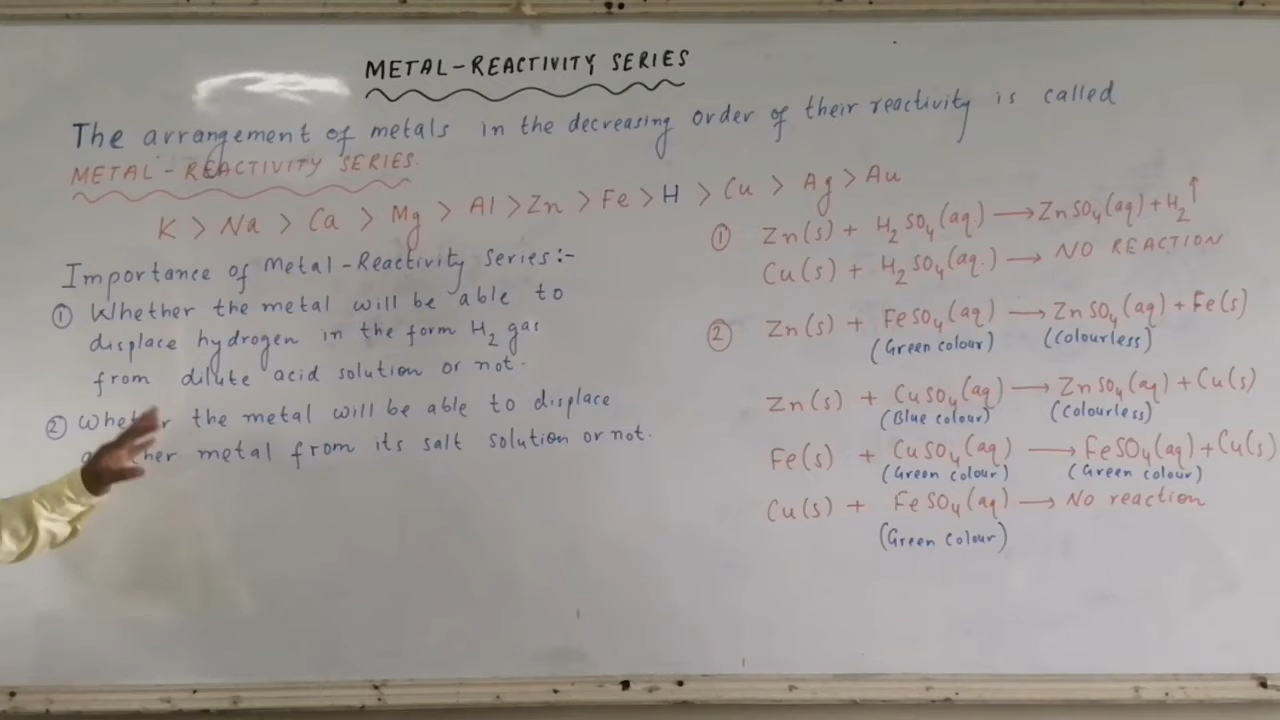 METAL-REACTIVITY SERIES
The arrangement of metals in the decreasing order of their reactivity is called
METAL-REACTIVITY SERIES.
K > Na > Ca > Mg > Al > Zn > Fe > H > Cu > Ag > Au
Importance of Metal-Reactivity Series:-
① Whether the metal will be able to
displace hydrogen in the form H₂ gas
from dilute acid solution or not.
② Whether the metal will be able to displace
metal from its salt solution or not.
① Zn(s) + H₂SO₄(aq.) → ZnSO₄(aq) + H₂↑
Cu(s) + H₂SO₄(aq.) → NO REACTION
② Zn(s) + FeSO₄(aq) → ZnSO₄(aq) + Fe(s)
(Green colour) (Colourless)
Zn(s) + CuSO₄(aq) → ZnSO₄(aq) + Cu(s)
(Blue colour) (Colourless)
Fe(s) + CuSO₄(aq) → FeSO₄(aq) + Cu(s)
(Green colour) (Green colour)
Cu(s) + FeSO₄(aq) → No reaction
(Green colour)